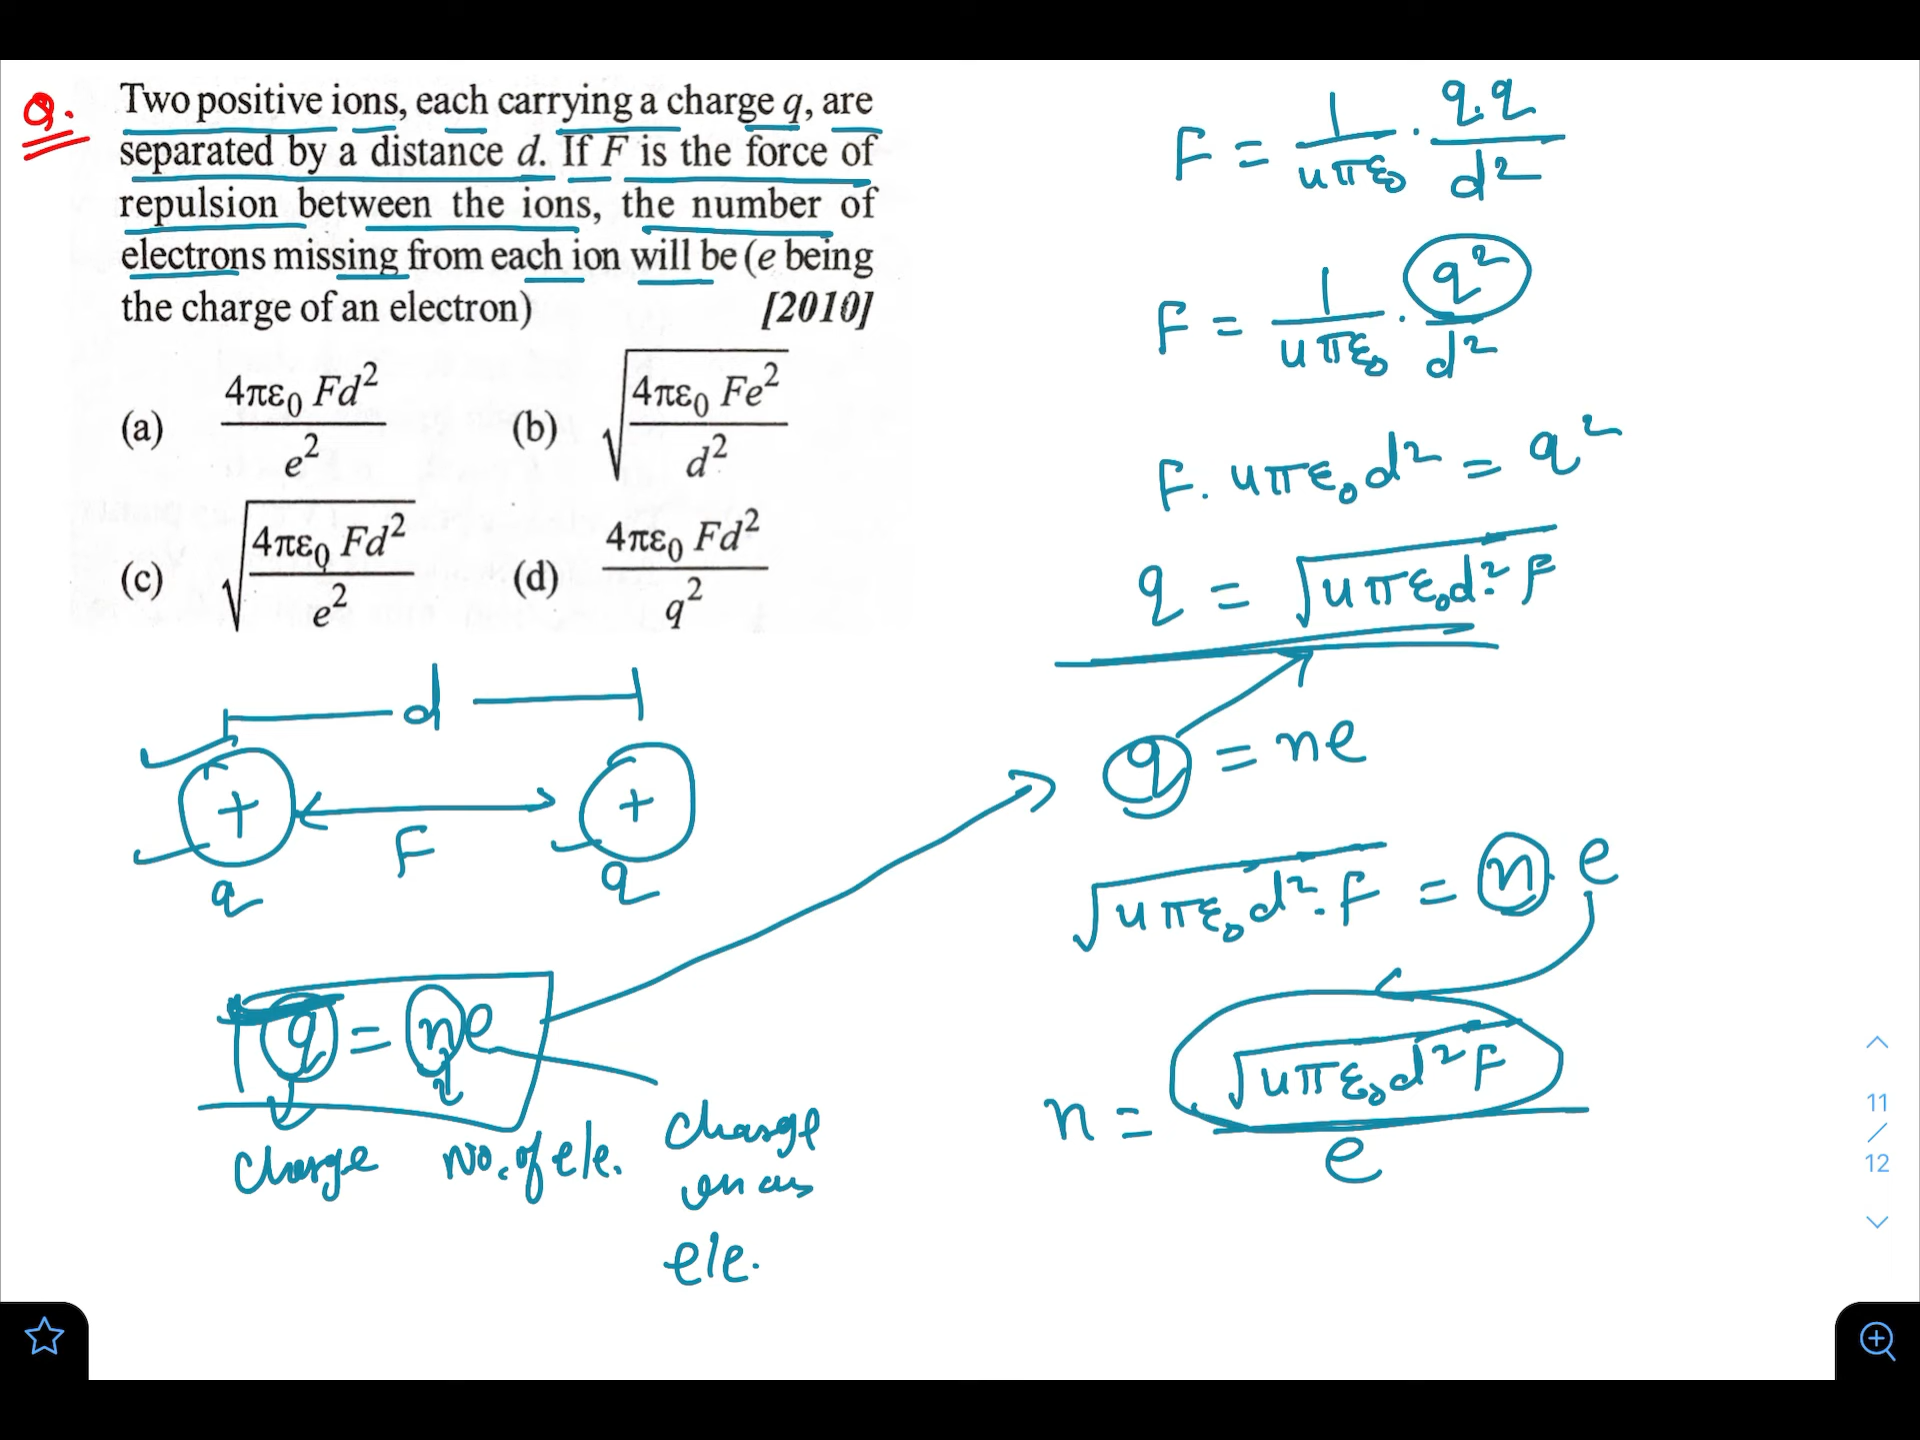 Q.
Two positive ions, each carrying a charge q, are
separated by a distance d. If F is the force of
repulsion between the ions, the number of
electrons missing from each ion will be (e being
the charge of an electron) [2010]
(a) 4πε₀ Fd² / e² (b) √(4πε₀ Fe² / d²)
(c) √(4πε₀ Fd² / e²) (d) 4πε₀ Fd² / q²
d
+ F +
q q
q = ne
charge No. of ele. charge
ele.
F = 1/4πε₀ · q.q/d²
F = 1/4πε₀ · q²/d²
F. 4πε₀d² = q²
q = √4πε₀d².F
q = ne
√4πε₀d².F = n.e
n = √4πε₀d²F / e
11
/
12